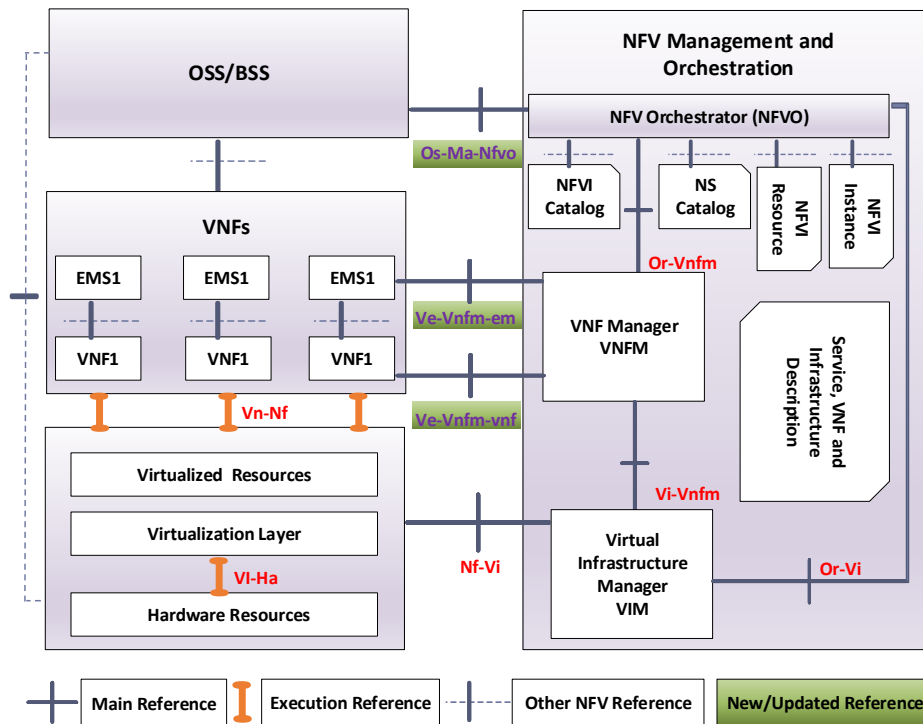 OSS/BSS
NFV Management and
Orchestration
NFV Orchestrator (NFVO)
Os-Ma-Nfvo
NFVI
Catalog
NS
Catalog
NFVI
Resource
NFVI
Instance
VNFs
EMS1
EMS1
EMS1
VNF1
VNF1
VNF1
Or-Vnfm
Ve-Vnfm-em
VNF Manager
VNFM
Service, VNF and
Infrastructure
Description
Vn-Nf
Ve-Vnfm-vnf
Virtualized Resources
Virtualization Layer
VI-Ha
Hardware Resources
Nf-Vi
Vi-Vnfm
Virtual
Infrastructure
Manager
VIM
Or-Vi
Main Reference
Execution Reference
Other NFV Reference
New/Updated Reference